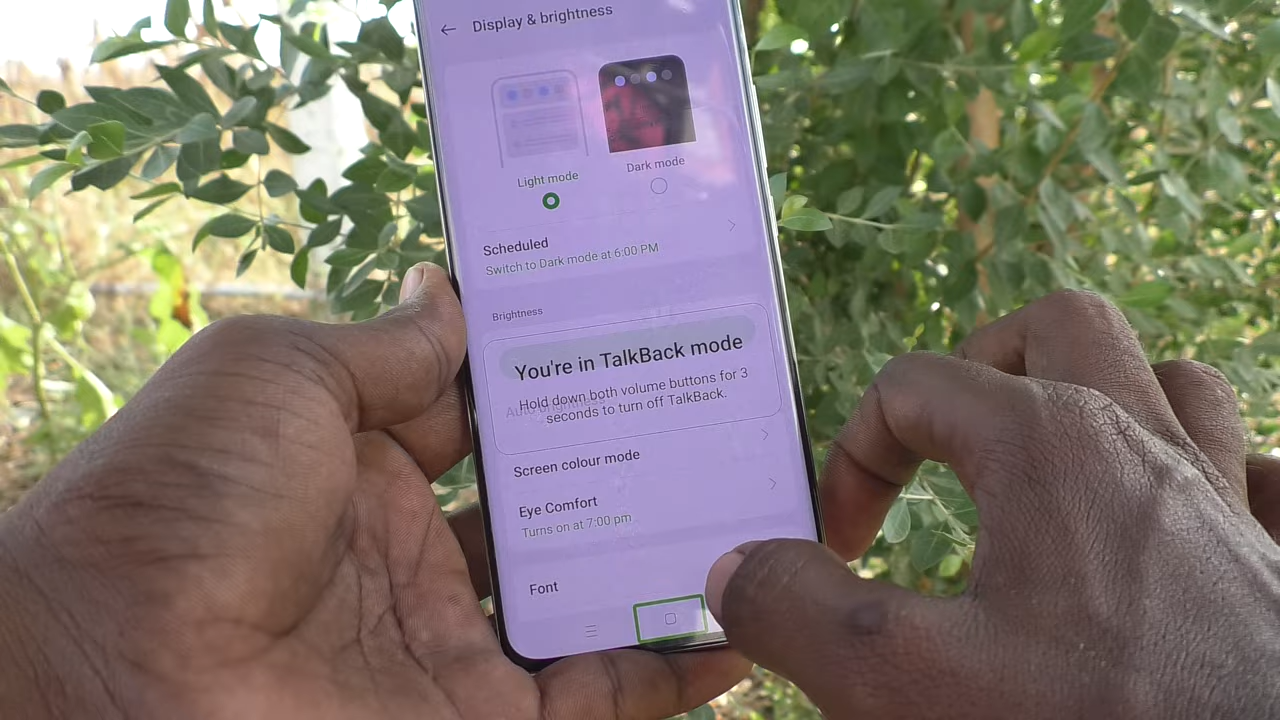 Display & brightness
Light mode
Dark mode
Scheduled
Switch to Dark mode at 6:00 PM
Brightness
You're in TalkBack mode
Hold down both volume buttons for 3
seconds to turn off TalkBack.
Auto brightness
Screen colour mode
Eye Comfort
Turns on at 7:00 pm
Font